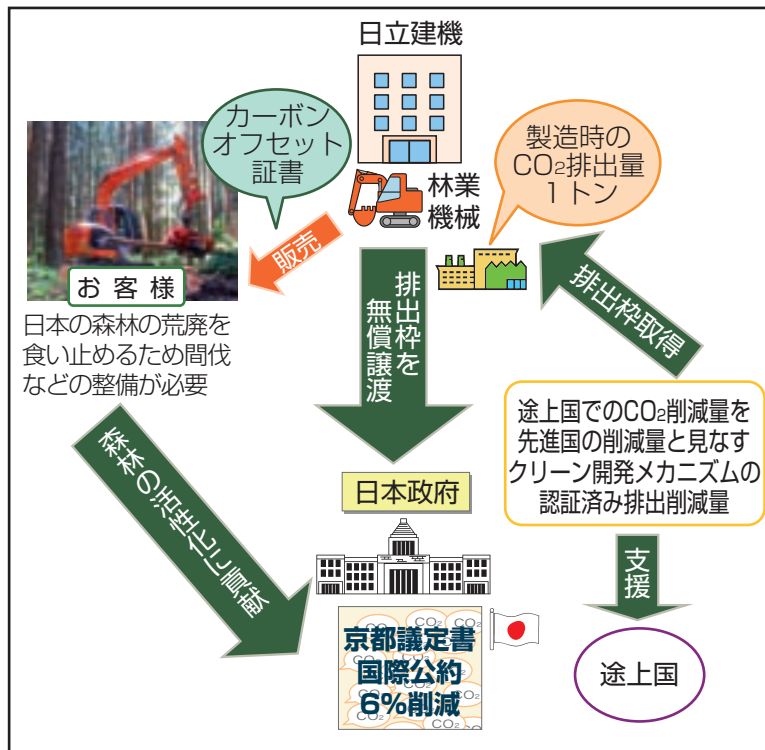 日立建機
カーボン
オフセット
証書
林業
機械
製造時の
CO₂排出量
1トン
販売
お客様
日本の森林の荒廃を
食い止めるため間伐
などの整備が必要
排出枠を
無償譲渡
排出枠取得
途上国でのCO₂削減量を
先進国の削減量と見なす
クリーン開発メカニズムの
認証済み排出削減量
森林の活性化に貢献
日本政府
支援
途上国
CO₂
京都議定書
国際公約
6%削減
CO₂